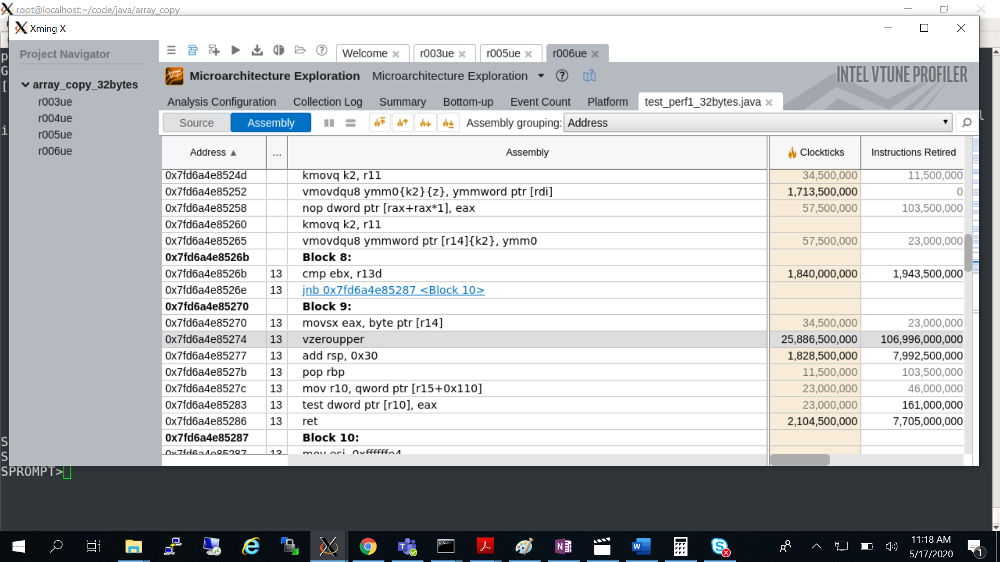 root@localhost:~/code/java/array_copy
Xming X
Project Navigator
array_copy_32bytes
r003ue
r004ue
r005ue
r006ue
Welcome r003ue r005ue r006ue
Microarchitecture Exploration Microarchitecture Exploration
INTEL VTUNE PROFILER
Analysis Configuration Collection Log Summary Bottom-up Event Count Platform test_perf1_32bytes.java
Source Assembly Assembly grouping: Address
Address ... Assembly Clockticks Instructions Retired
0x7fd6a4e8524d kmovq k2, r11 34,500,000 11,500,000
0x7fd6a4e85252 vmovdqu8 ymm0{k2}{z}, ymmword ptr [rdi] 1,713,500,000 0
0x7fd6a4e85258 nop dword ptr [rax+rax*1], eax 57,500,000 103,500,000
0x7fd6a4e85260 kmovq k2, r11
0x7fd6a4e85265 vmovdqu8 ymmword ptr [r14]{k2}, ymm0 57,500,000 23,000,000
0x7fd6a4e8526b Block 8:
0x7fd6a4e8526b 13 cmp ebx, r13d 1,840,000,000 1,943,500,000
0x7fd6a4e8526e 13 jnb 0x7fd6a4e85287 <Block 10>
0x7fd6a4e85270 Block 9:
0x7fd6a4e85270 13 movsx eax, byte ptr [r14] 34,500,000 23,000,000
0x7fd6a4e85274 13 vzeroupper 25,886,500,000 106,996,000,000
0x7fd6a4e85277 13 add rsp, 0x30 1,828,500,000 7,992,500,000
0x7fd6a4e8527b 13 pop rbp 11,500,000 103,500,000
0x7fd6a4e8527c 13 mov r10, qword ptr [r15+0x110] 23,000,000 46,000,000
0x7fd6a4e85283 13 test dword ptr [r10], eax 23,000,000 161,000,000
0x7fd6a4e85286 13 ret 2,104,500,000 7,705,000,000
0x7fd6a4e85287 Block 10:
0x7fd6a4e85287 13 mov esi, 0xffffffe4
SPROMPT>
11:18 AM
5/17/2020
1